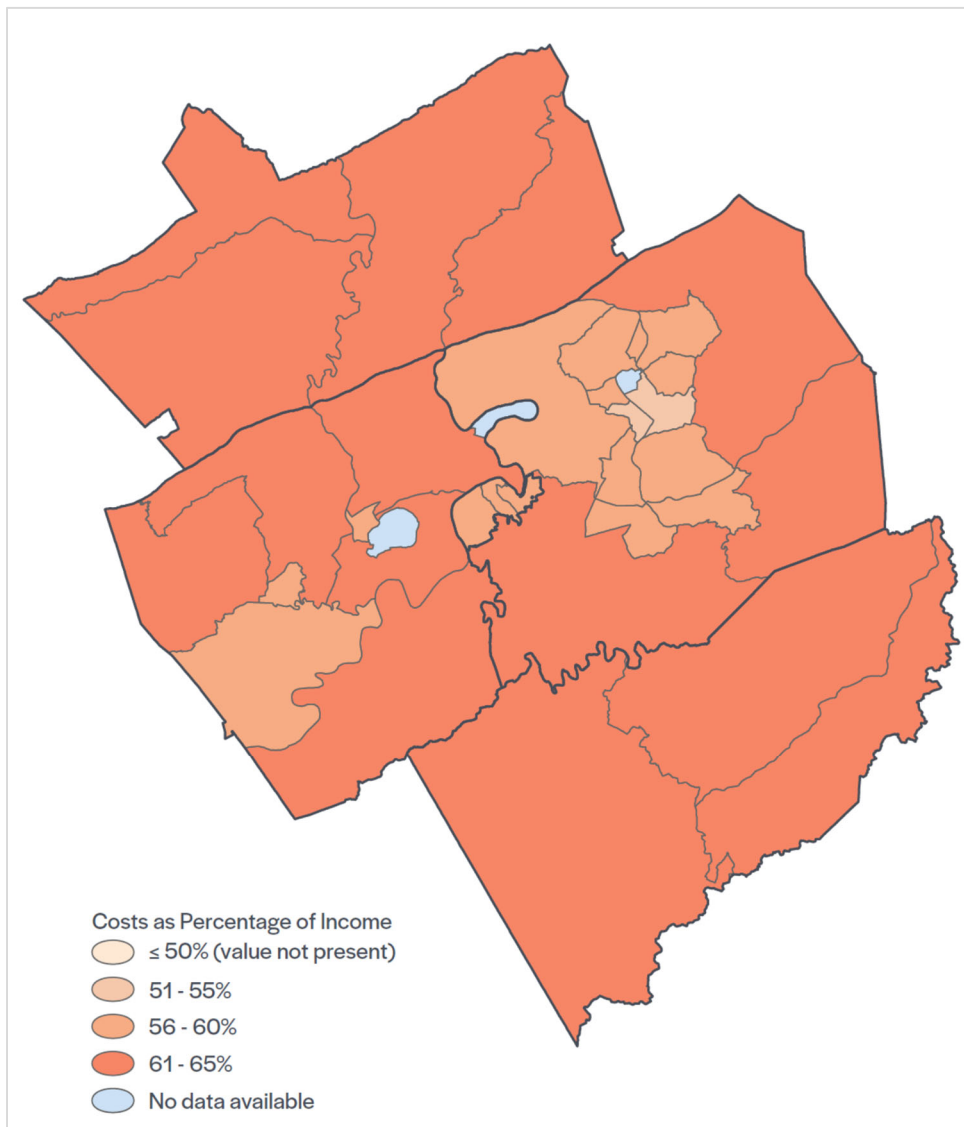 Costs as Percentage of Income
≤ 50% (value not present)
51 - 55%
56 - 60%
61 - 65%
No data available